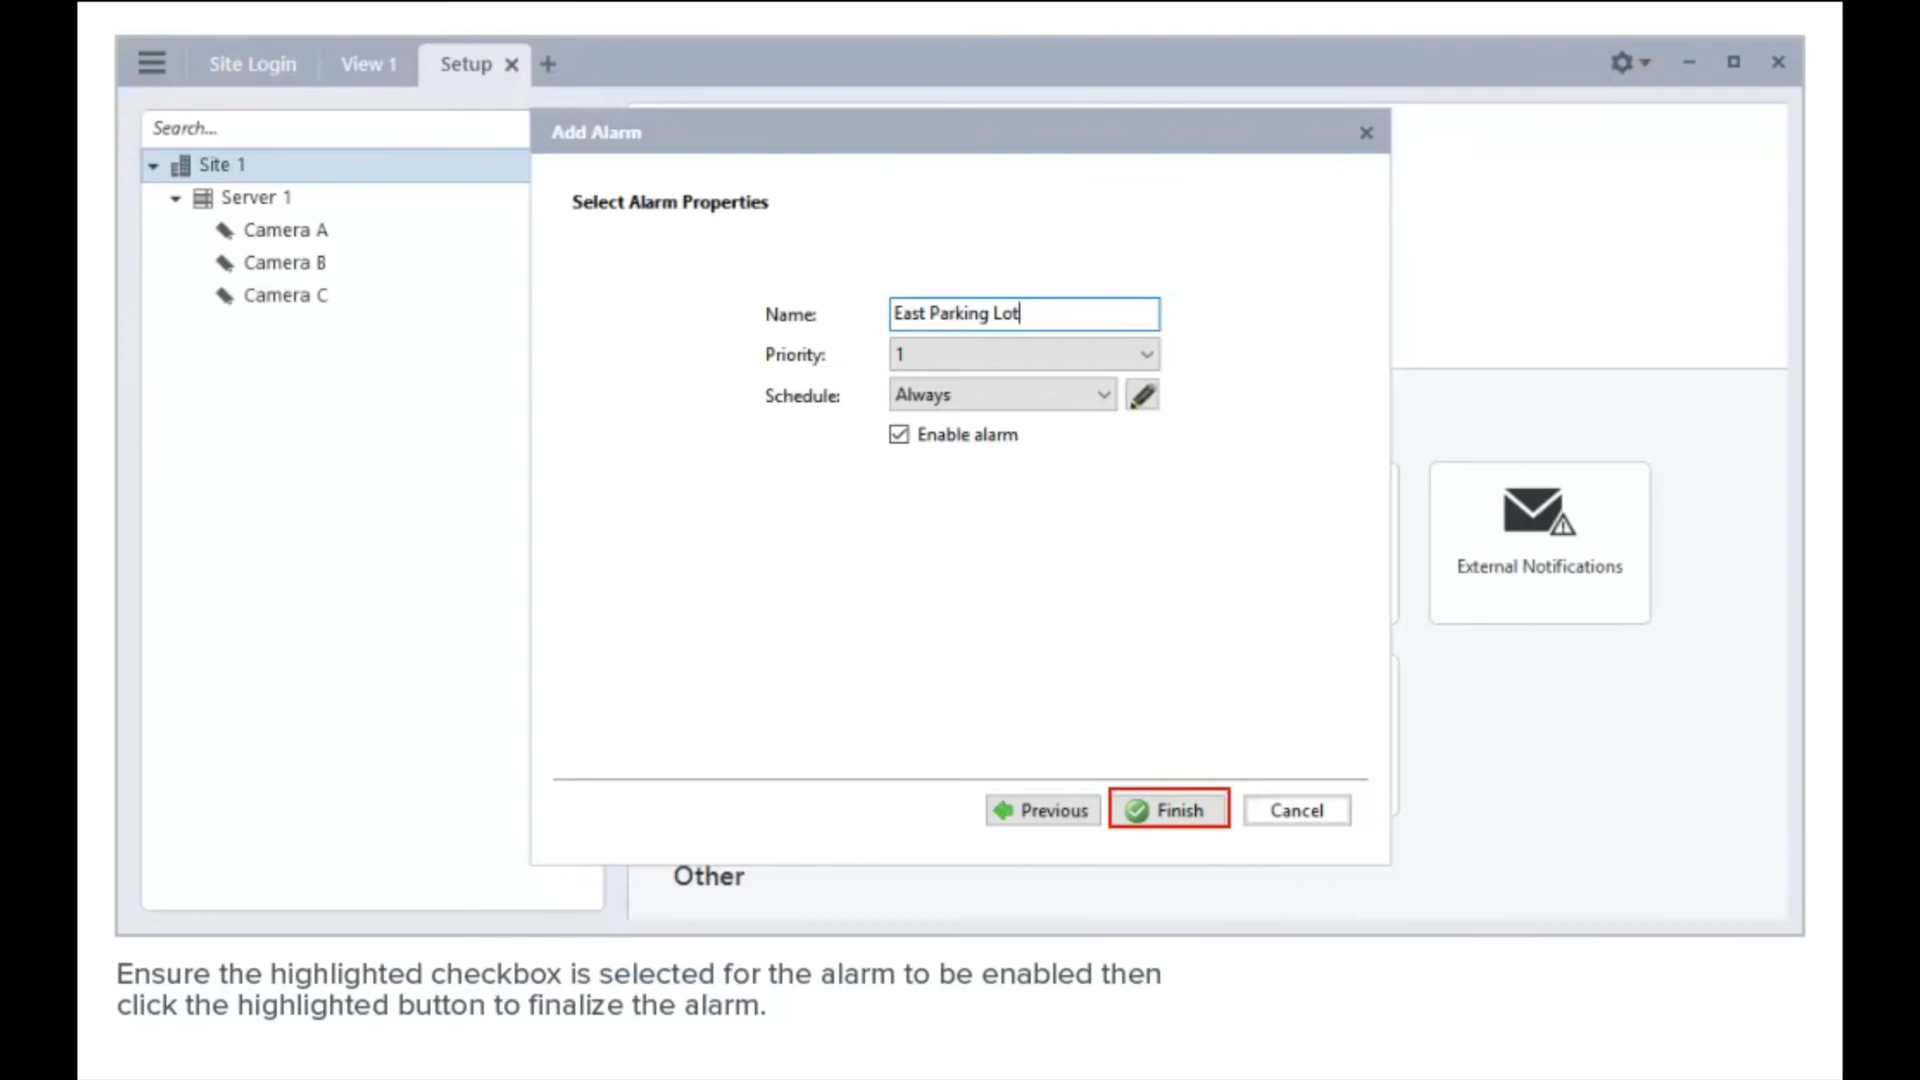 Site Login
View 1
Setup
Search...
Add Alarm
Site 1
Server 1
Camera A
Camera B
Camera C
Select Alarm Properties
Name: East Parking Lot
Priority: 1
Schedule: Always
Enable alarm
External Notifications
Previous
Finish
Cancel
Other
Ensure the highlighted checkbox is selected for the alarm to be enabled then
click the highlighted button to finalize the alarm.